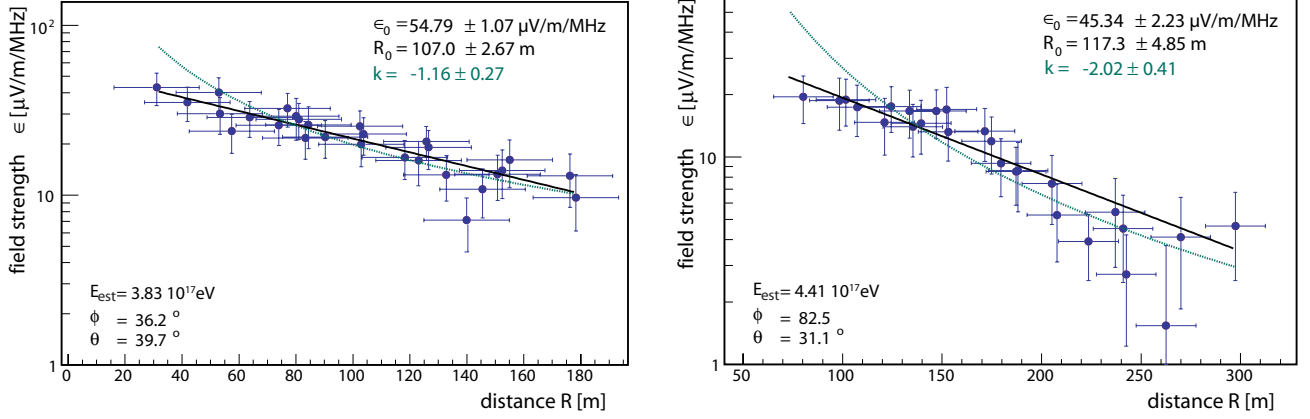 10²
ϵ₀ = 54.79 ± 1.07 µV/m/MHz
R₀ = 107.0 ± 2.67 m
k = -1.16 ± 0.27
field strength ϵ [µV/m/MHz]
10
E_est = 3.83 10¹⁷eV
ϕ = 36.2 °
θ = 39.7 °
1
0 20 40 60 80 100 120 140 160 180
distance R [m]
ϵ₀ = 45.34 ± 2.23 µV/m/MHz
R₀ = 117.3 ± 4.85 m
k = -2.02 ± 0.41
field strength ϵ [µV/m/MHz]
10
E_est = 4.41 10¹⁷eV
ϕ = 82.5
θ = 31.1 °
1
50 100 150 200 250 300
distance R [m]